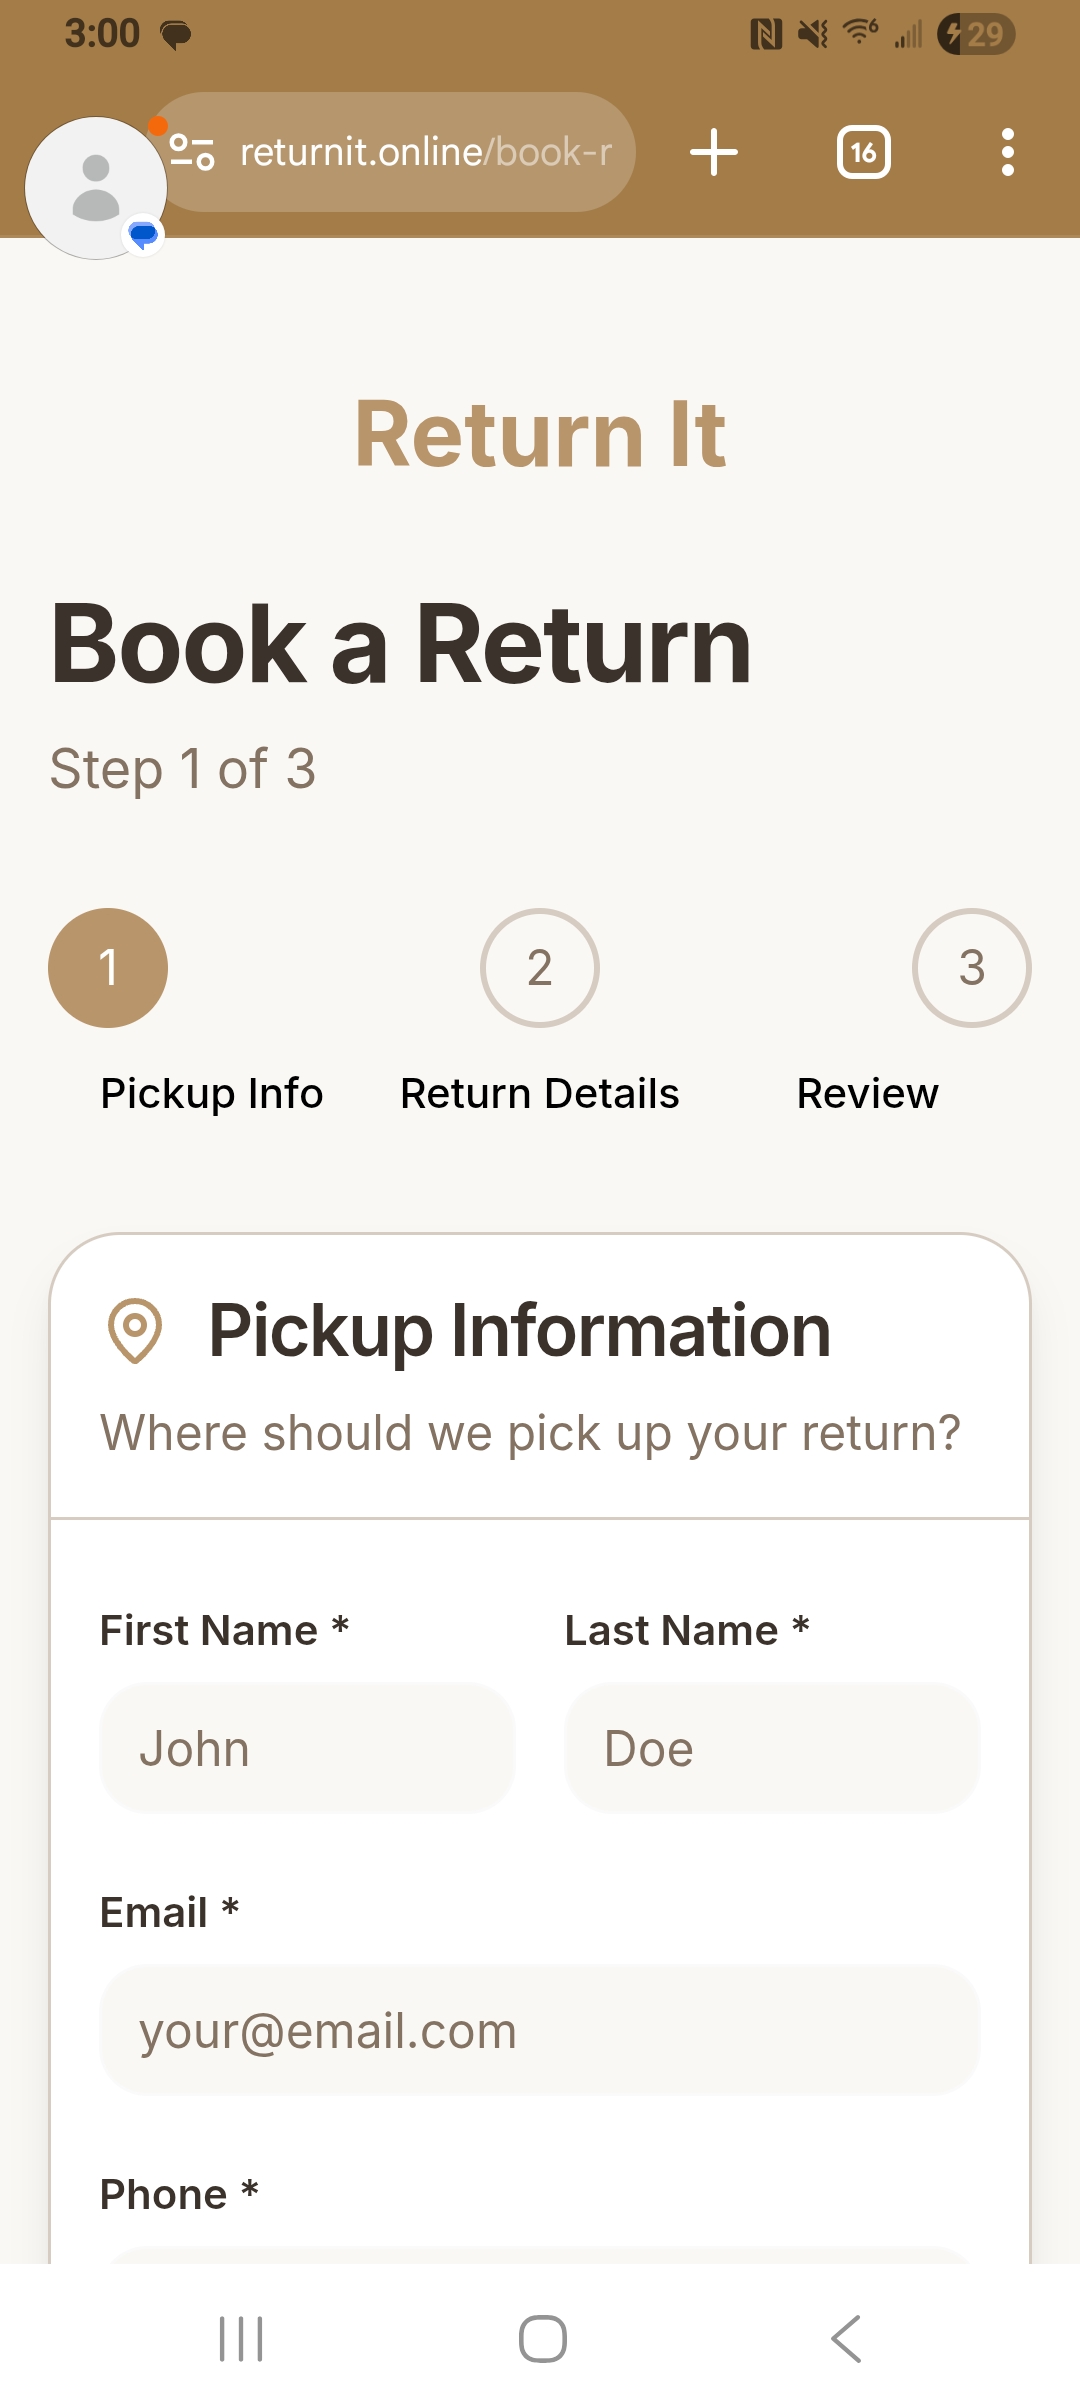 3:00
29
returnit.online/book-r
16
Return It
Book a Return
Step 1 of 3
1 2 3
Pickup Info Return Details Review
Pickup Information
Where should we pick up your return?
First Name * Last Name *
John Doe
Email *
your@email.com
Phone *